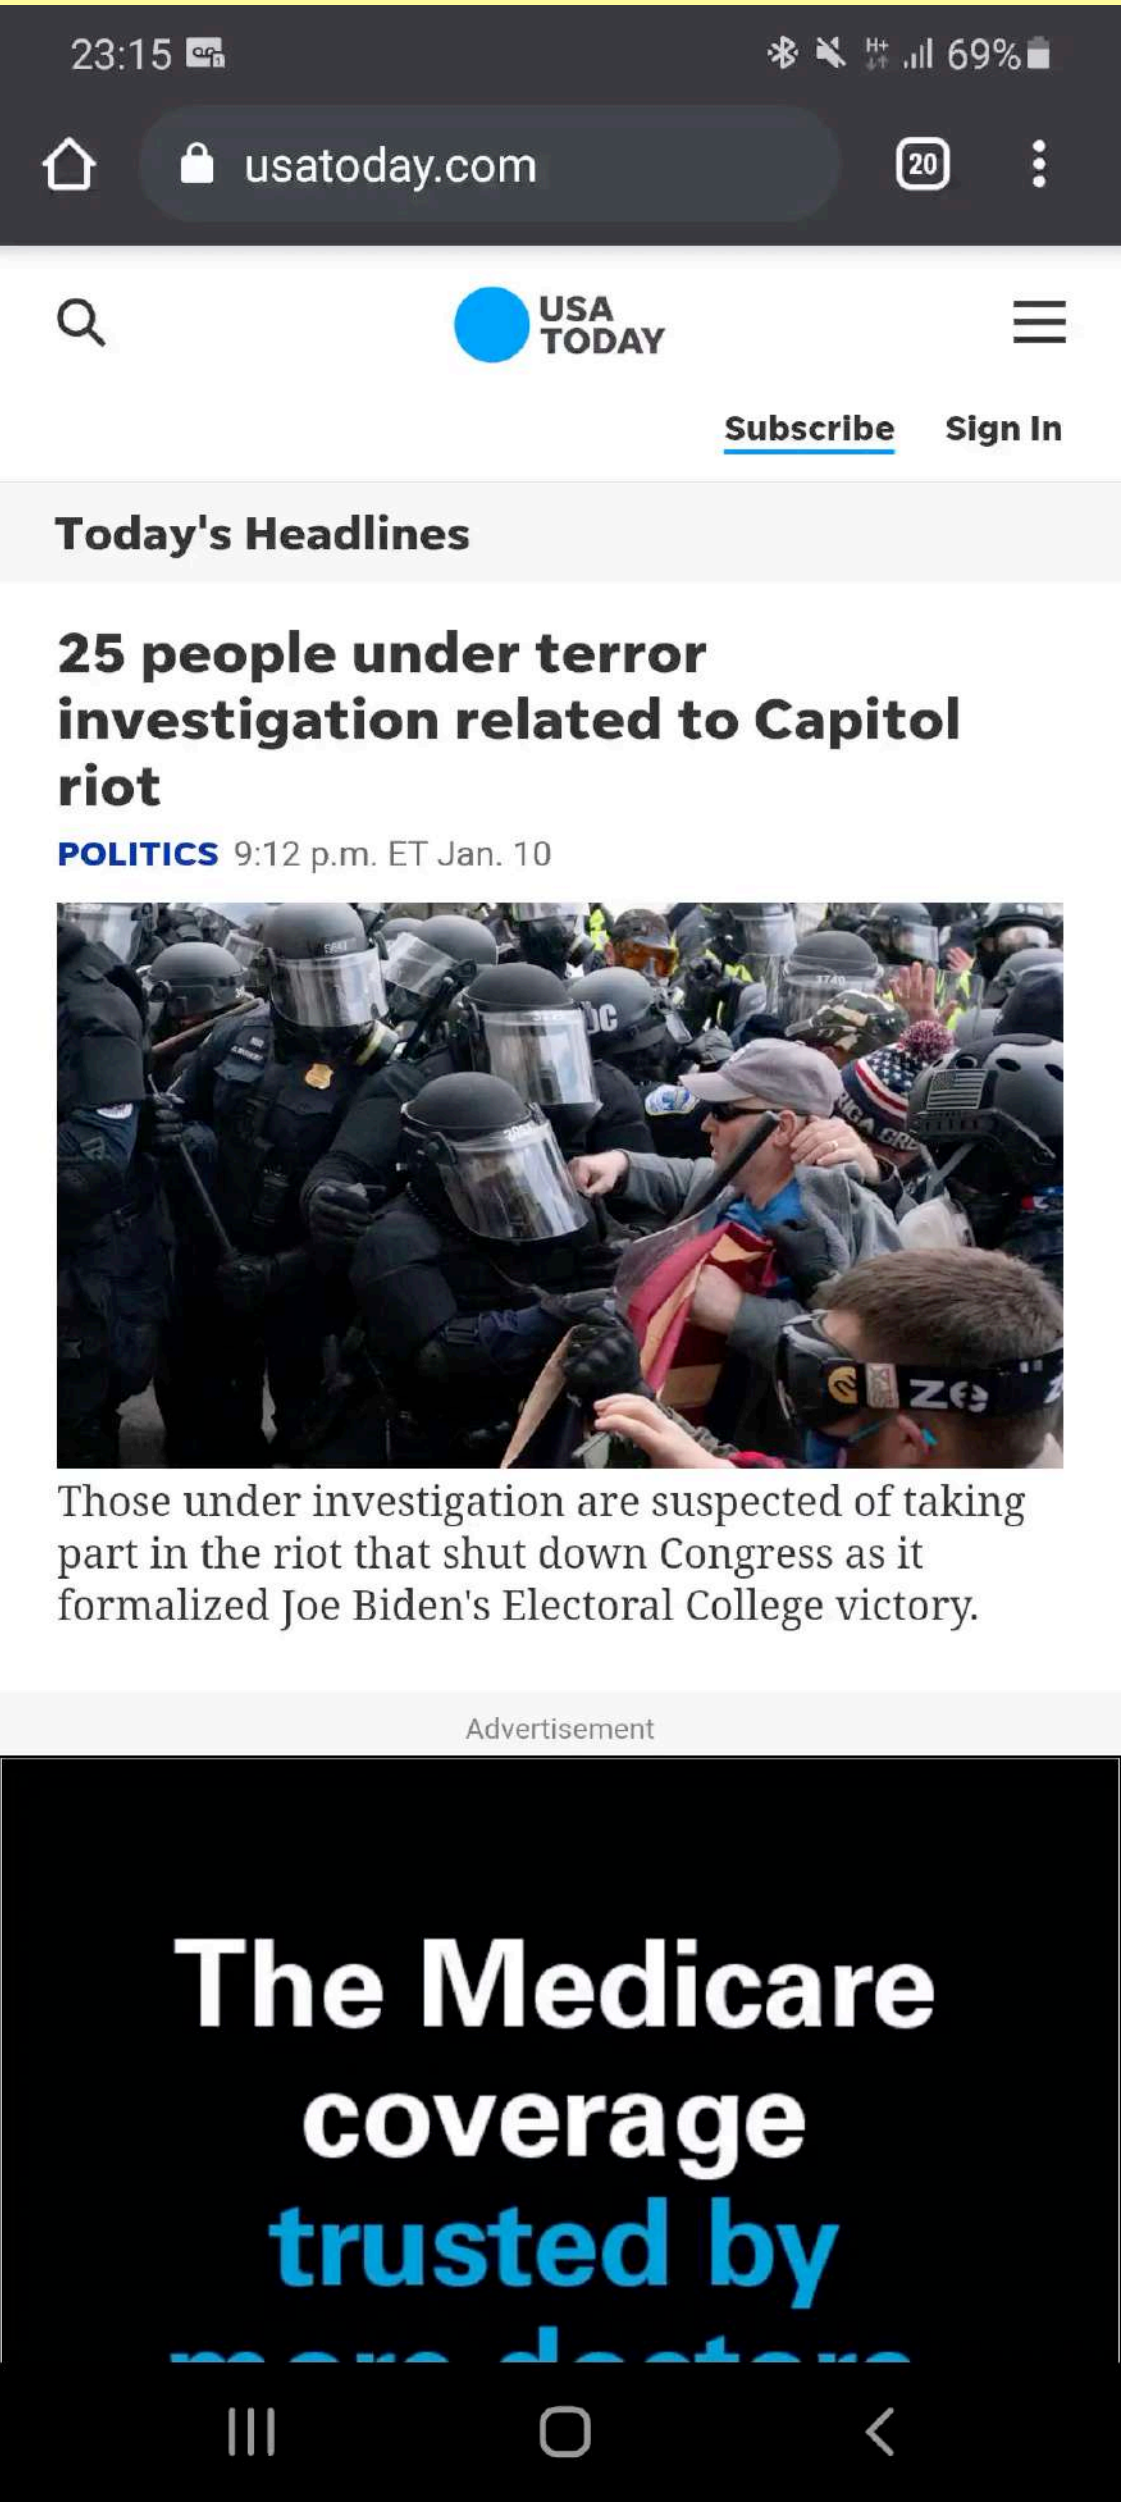 23:15
H+ 69%
usatoday.com
20
USA
TODAY
Subscribe Sign In
Today's Headlines
25 people under terror
investigation related to Capitol
riot
POLITICS 9:12 p.m. ET Jan. 10
Those under investigation are suspected of taking
part in the riot that shut down Congress as it
formalized Joe Biden's Electoral College victory.
Advertisement
The Medicare
coverage
trusted by
more doctors